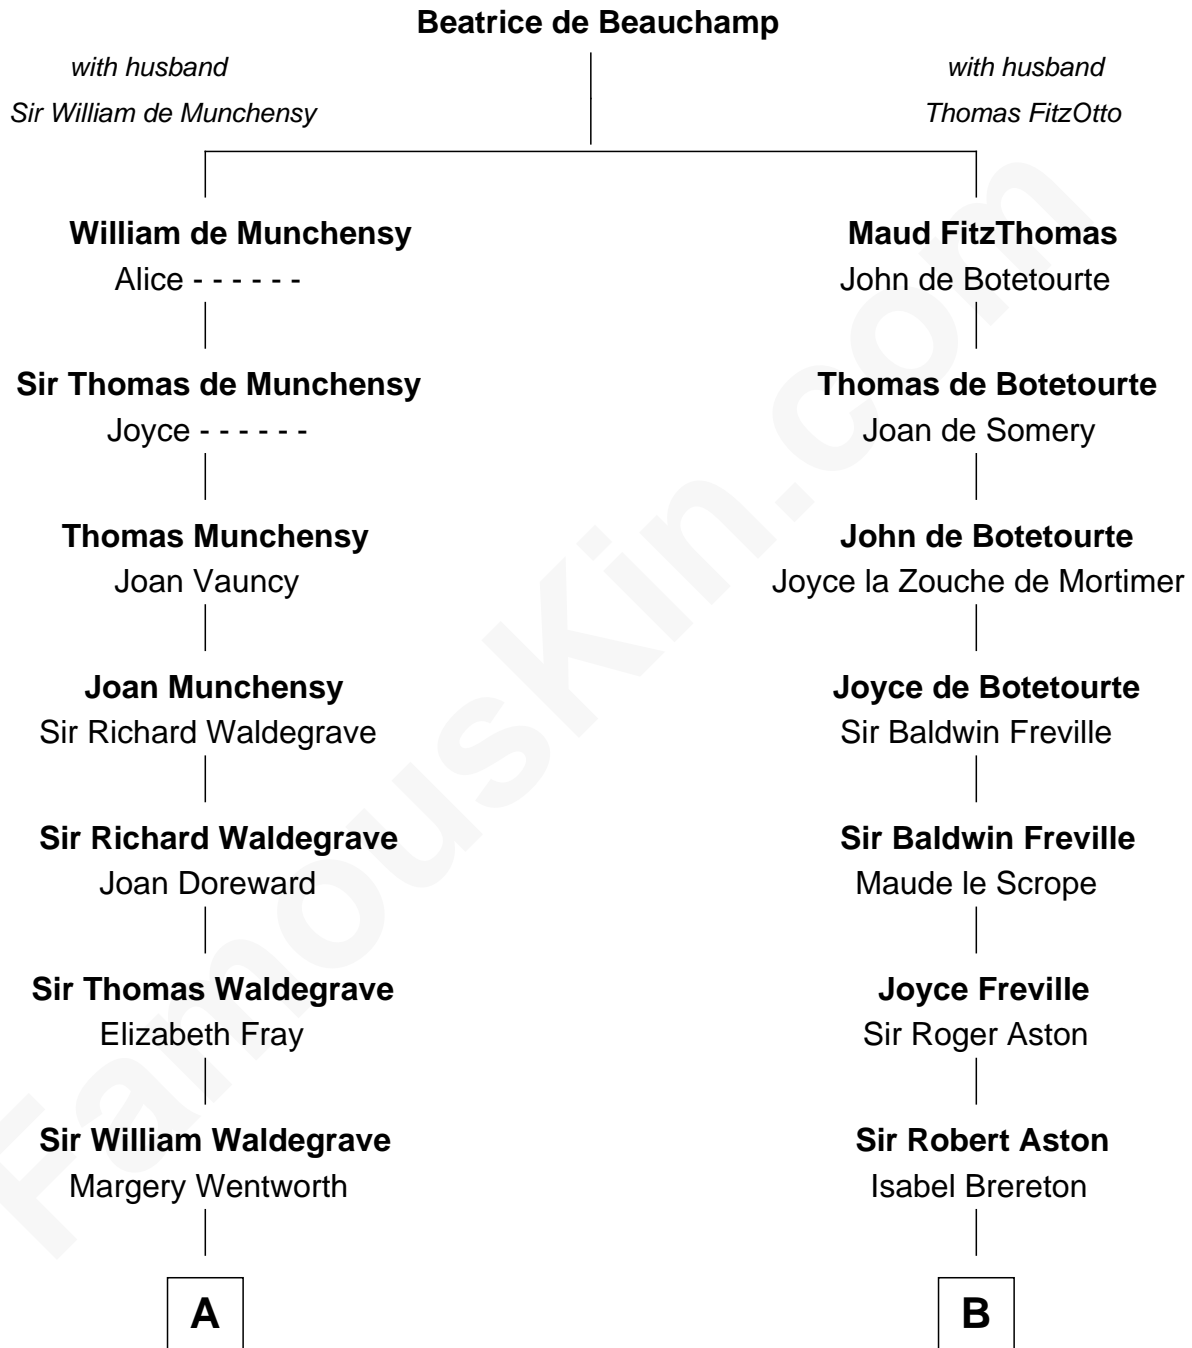 Beatrice de Beauchamp
with husband
Sir William de Munchensy
with husband
Thomas FitzOtto
William de Munchensy
Alice - - - - - -
Maud FitzThomas
John de Botetourte
Sir Thomas de Munchensy
Joyce - - - - - -
Thomas de Botetourte
Joan de Somery
Thomas Munchensy
Joan Vauncy
John de Botetourte
Joyce la Zouche de Mortimer
Joan Munchensy
Sir Richard Waldegrave
Joyce de Botetourte
Sir Baldwin Freville
Sir Richard Waldegrave
Joan Doreward
Sir Baldwin Freville
Maude le Scrope
Sir Thomas Waldegrave
Elizabeth Fray
Joyce Freville
Sir Roger Aston
Sir William Waldegrave
Margery Wentworth
Sir Robert Aston
Isabel Brereton
A
B
FamousKin.com